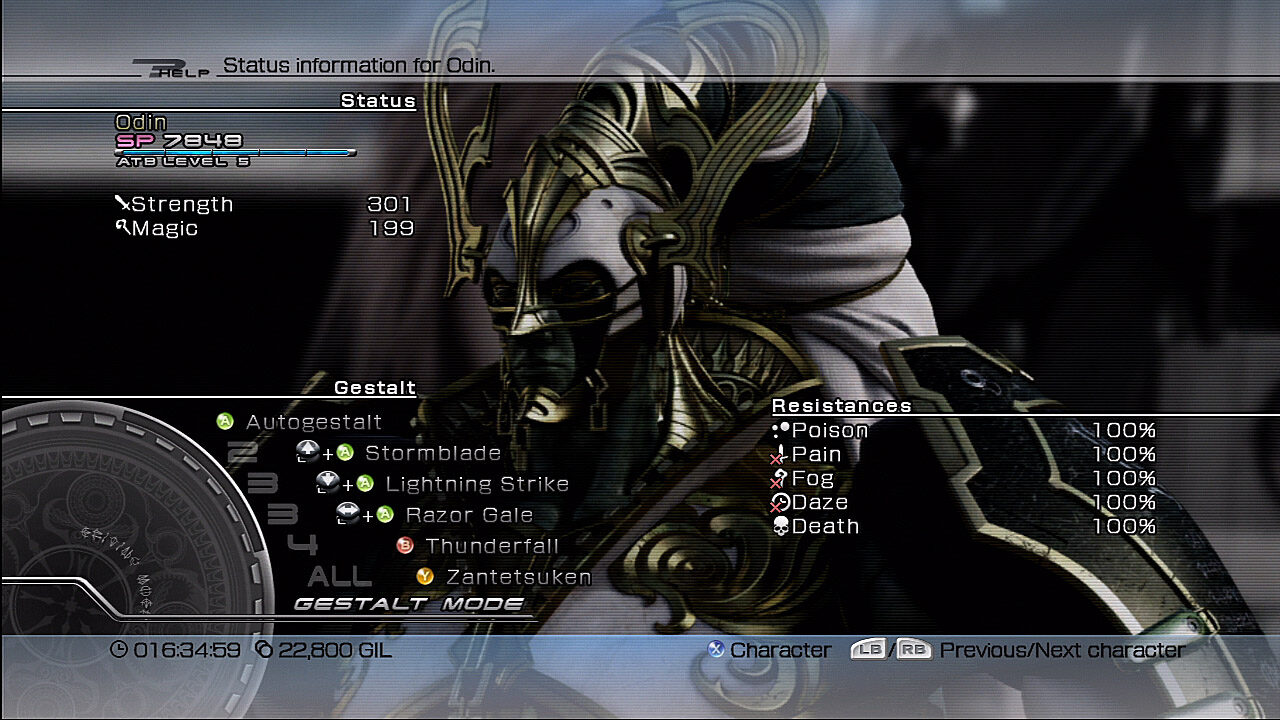 HELP Status information for Odin.
Status
Odin
SP 7848
ATB LEVEL 5
Strength 301
Magic 199
Gestalt
A Autogestalt
2 + A Stormblade
3 + A Lightning Strike
3 + A Razor Gale
4 B Thunderfall
ALL Y Zantetsuken
GESTALT MODE
Resistances
Poison 100%
Pain 100%
Fog 100%
Daze 100%
Death 100%
016:34:59 22,800 GIL X Character LB/RB Previous/Next character